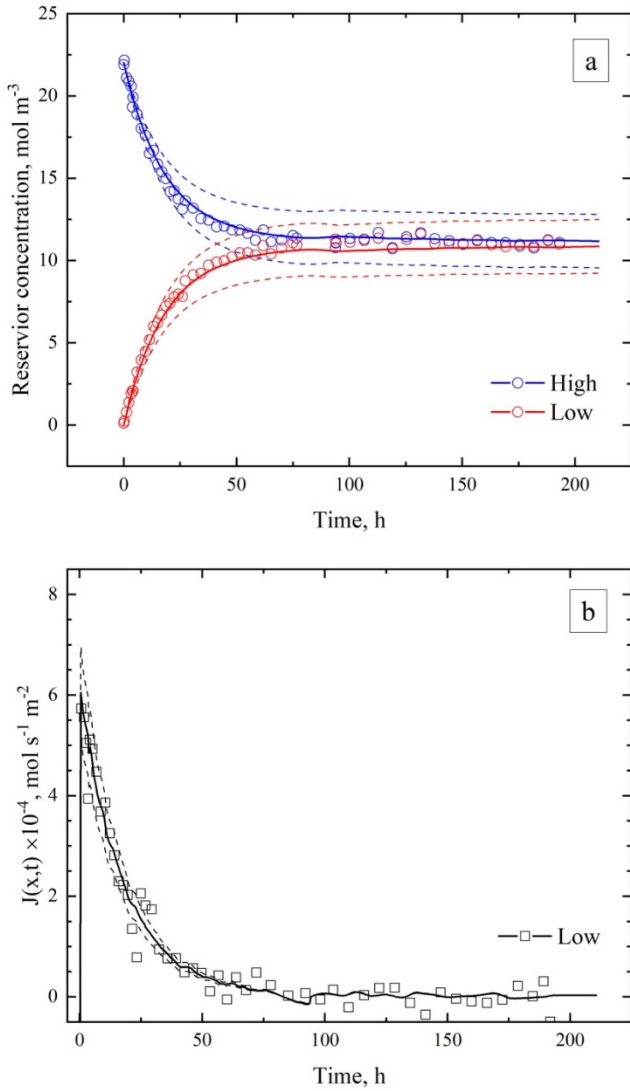 25
20
15
10
5
0
Reservior concentration, mol m⁻³
a
High
Low
0 50 100 150 200
Time, h
8
6
4
2
0
J(x,t) ×10⁻⁴, mol s⁻¹ m⁻²
b
Low
0 50 100 150 200
Time, h